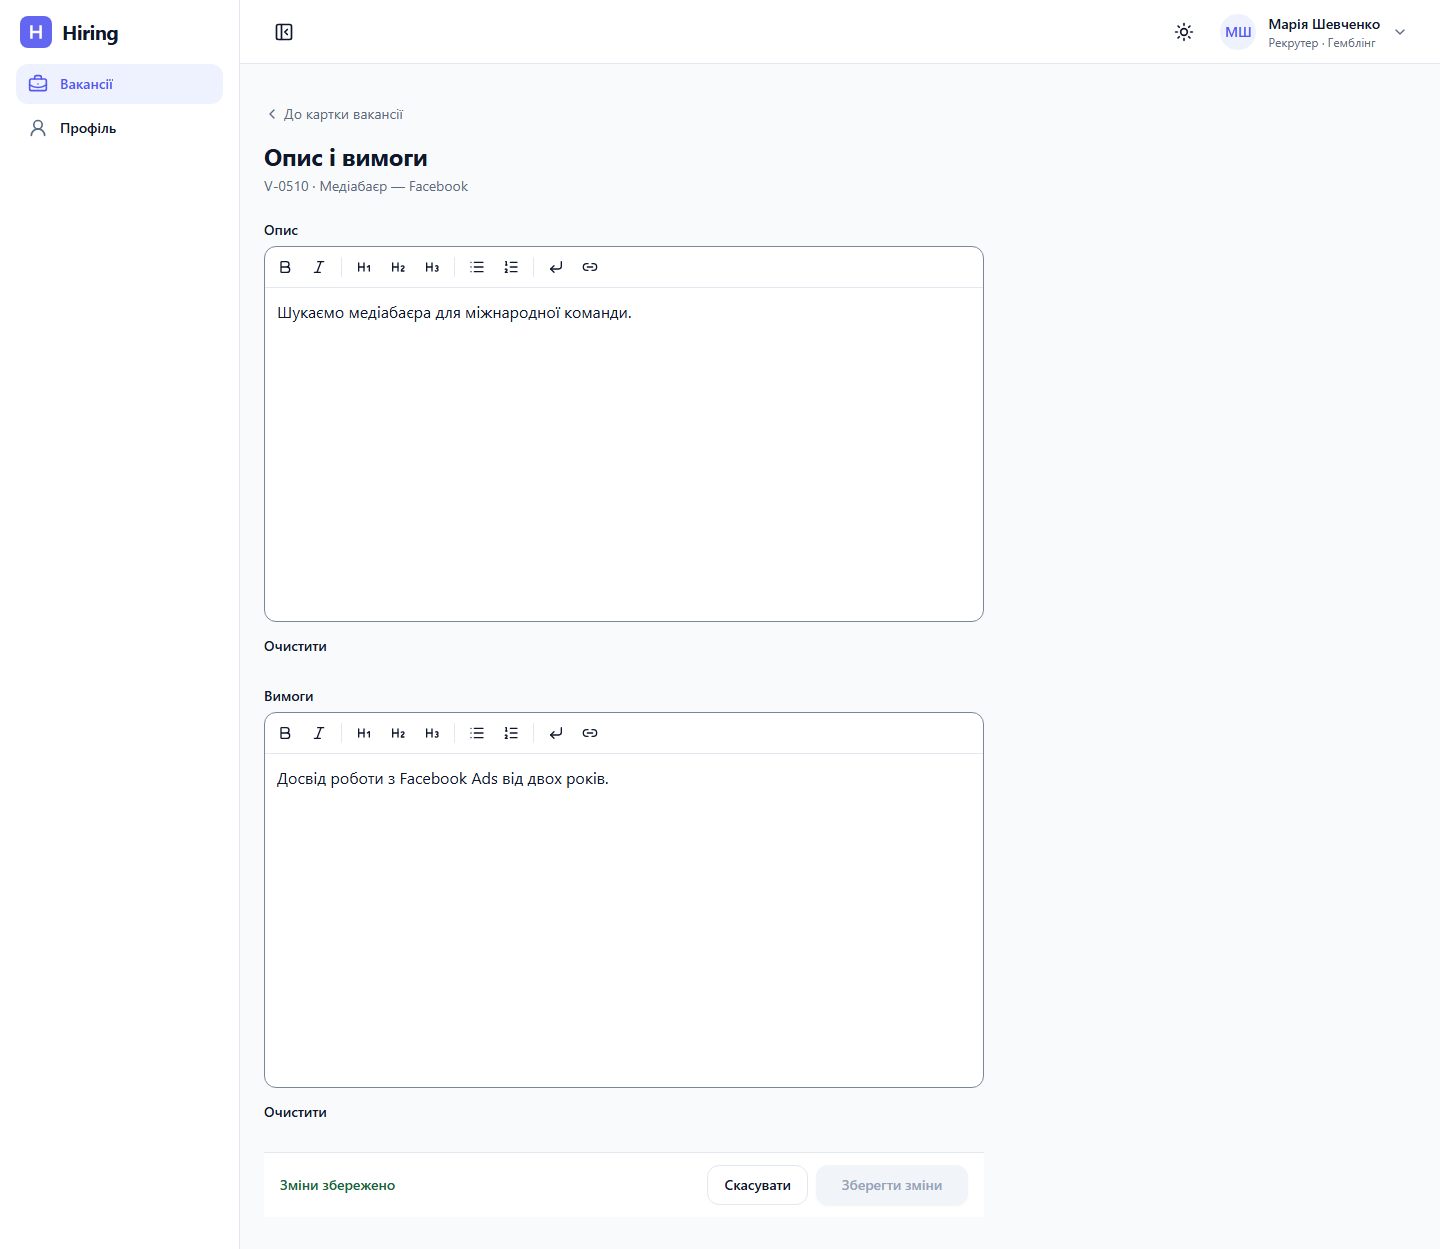 H Hiring
Вакансії
Профіль
МШ
Марія Шевченко
Рекрутер · Гемблінг
До картки вакансії
Опис і вимоги
V-0510 · Медіабаєр — Facebook
Опис
B I H1 H2 H3
Шукаємо медіабаєра для міжнародної команди.
Очистити
Вимоги
B I H1 H2 H3
Досвід роботи з Facebook Ads від двох років.
Очистити
Зміни збережено
Скасувати
Зберегти зміни